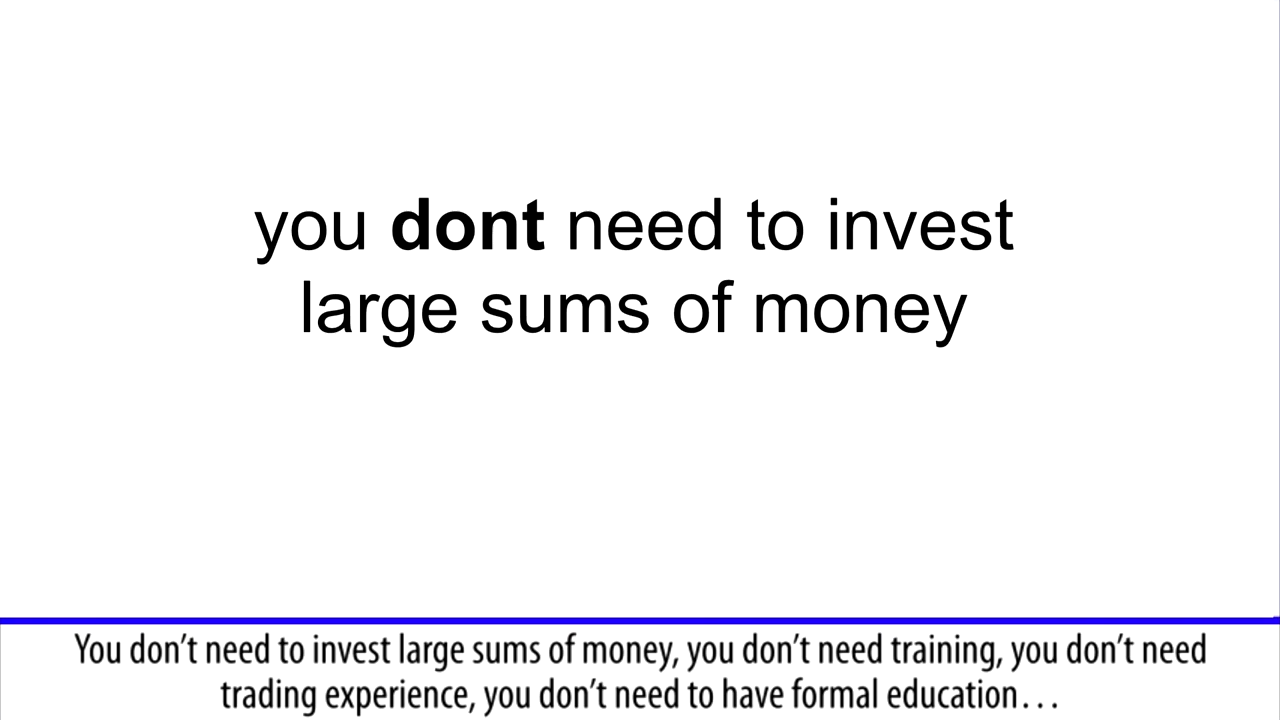 you dont need to invest
large sums of money
You don’t need to invest large sums of money, you don’t need training, you don’t need
trading experience, you don’t need to have formal education…